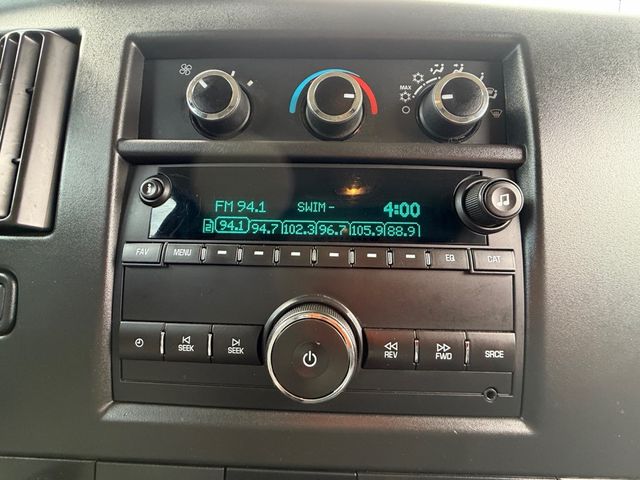 MAX
FM 94.1 SWIM- 4:00
2 94.1 94.7 102.3 96.7 105.9 88.9
FAV MENU EQ CAT
SEEK SEEK REV FWD SRCE